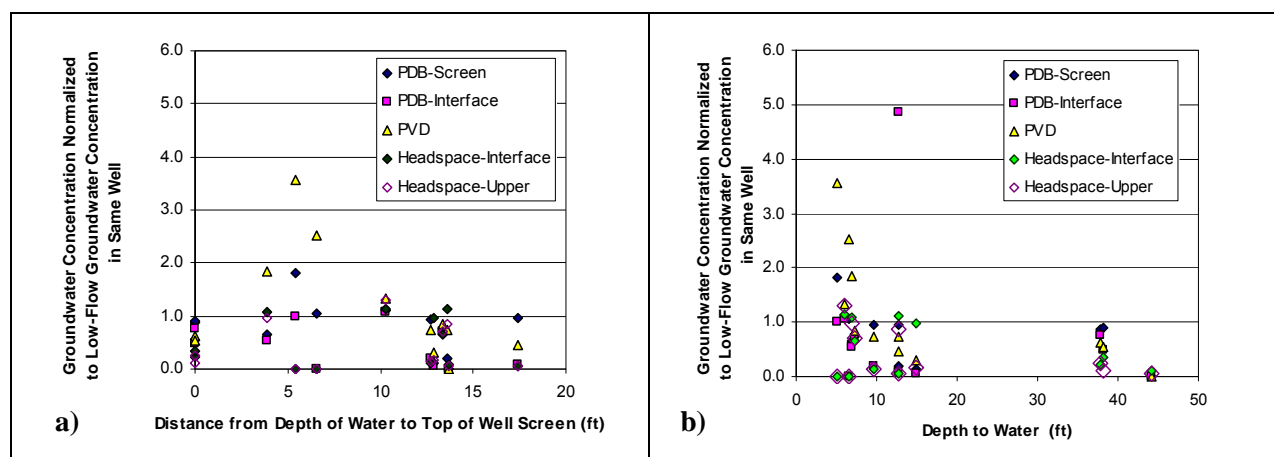 Groundwater Concentration Normalized
to Low-Flow Groundwater Concentration
in Same Well
6.0
5.0
4.0
3.0
2.0
1.0
0.0
PDB-Screen
PDB-Interface
PVD
Headspace-Interface
Headspace-Upper
0 5 10 15 20
a)
Distance from Depth of Water to Top of Well Screen (ft)
Groundwater Concentration Normalized
to Low-Flow Groundwater Concentration
in Same Well
6.0
5.0
4.0
3.0
2.0
1.0
0.0
PDB-Screen
PDB-Interface
PVD
Headspace-Interface
Headspace-Upper
0 10 20 30 40 50
b)
Depth to Water (ft)